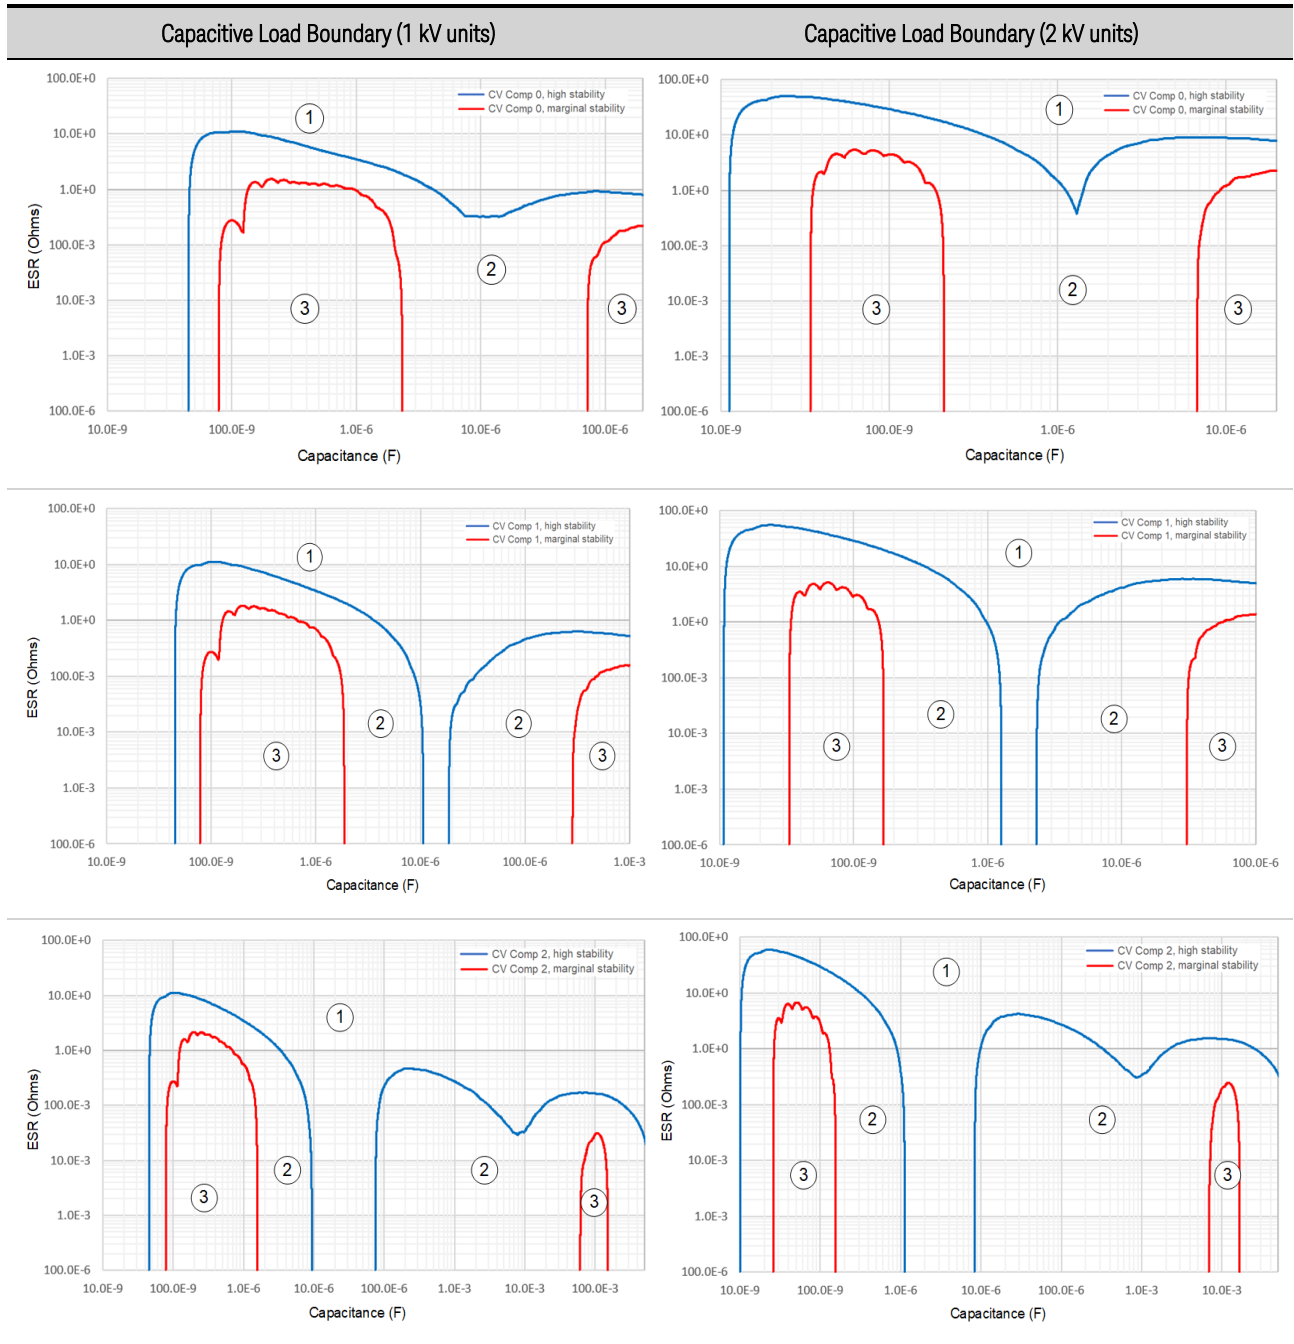 Capacitive Load Boundary (1 kV units)
Capacitive Load Boundary (2 kV units)
100.0E+0
10.0E+0
1.0E+0
100.0E-3
10.0E-3
1.0E-3
100.0E-6
ESR (Ohms)
CV Comp 0, high stability
CV Comp 0, marginal stability
1
2
3
3
10.0E-9 100.0E-9 1.0E-6 10.0E-6 100.0E-6
Capacitance (F)
100.0E+0
10.0E+0
1.0E+0
100.0E-3
10.0E-3
1.0E-3
100.0E-6
CV Comp 0, high stability
CV Comp 0, marginal stability
1
2
3
3
10.0E-9 100.0E-9 1.0E-6 10.0E-6
Capacitance (F)
100.0E+0
10.0E+0
1.0E+0
100.0E-3
10.0E-3
1.0E-3
100.0E-6
ESR (Ohms)
CV Comp 1, high stability
CV Comp 1, marginal stability
1
2
2
3
3
10.0E-9 100.0E-9 1.0E-6 10.0E-6 100.0E-6 1.0E-3
Capacitance (F)
100.0E+0
10.0E+0
1.0E+0
100.0E-3
10.0E-3
1.0E-3
100.0E-6
CV Comp 1, high stability
CV Comp 1, marginal stability
1
2
2
3
3
10.0E-9 100.0E-9 1.0E-6 10.0E-6 100.0E-6
Capacitance (F)
100.0E+0
10.0E+0
1.0E+0
100.0E-3
10.0E-3
1.0E-3
100.0E-6
ESR (Ohms)
CV Comp 2, high stability
CV Comp 2, marginal stability
1
2
2
3
3
10.0E-9 100.0E-9 1.0E-6 10.0E-6 100.0E-6 1.0E-3 10.0E-3 100.0E-3
Capacitance (F)
100.0E+0
10.0E+0
1.0E+0
100.0E-3
10.0E-3
1.0E-3
100.0E-6
ESR (Ohms)
CV Comp 2, high stability
CV Comp 2, marginal stability
1
2
2
3
3
10.0E-9 100.0E-9 1.0E-6 10.0E-6 100.0E-6 1.0E-3 10.0E-3
Capacitance (F)